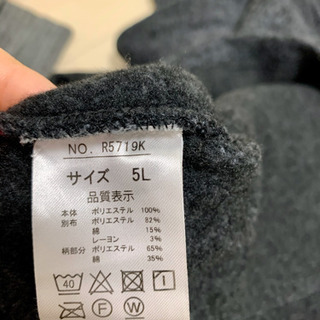 NO. R5719K
サイズ 5L
品質表示
本体 ポリエステル 100%
別布 ポリエステル 82%
綿 15%
レーヨン 3%
柄部分 ポリエステル 65%
綿 35%
40
F W